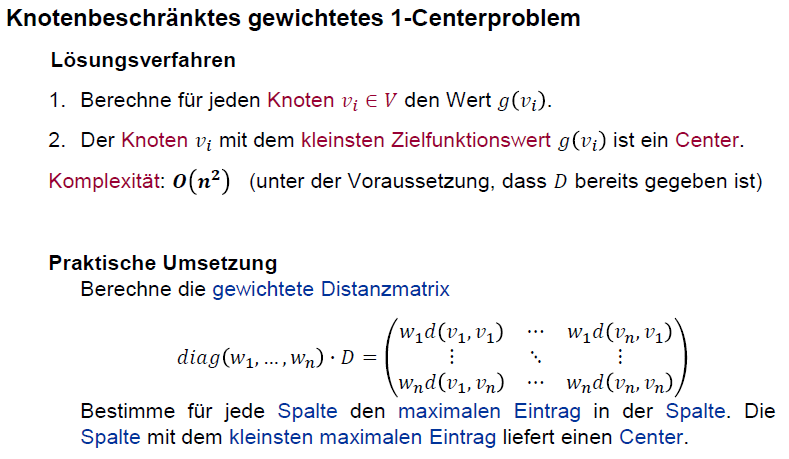 Knotenbeschränktes gewichtetes 1-Centerproblem
Lösungsverfahren
1. Berechne für jeden Knoten $v_i \in V$ den Wert $g(v_i)$.
2. Der Knoten $v_i$ mit dem kleinsten Zielfunktionswert $g(v_i)$ ist ein Center.
Komplexität: $O(n^2)$ (unter der Voraussetzung, dass $D$ bereits gegeben ist)
Praktische Umsetzung
Berechne die gewichtete Distanzmatrix
$diag(w_1, \ldots, w_n) \cdot D = \begin{pmatrix} w_1 d(v_1, v_1) & \cdots & w_1 d(v_n, v_1) \\ \vdots & \ddots & \vdots \\ w_n d(v_1, v_n) & \cdots & w_n d(v_n, v_n) \end{pmatrix}$
Bestimme für jede Spalte den maximalen Eintrag in der Spalte. Die
Spalte mit dem kleinsten maximalen Eintrag liefert einen Center.